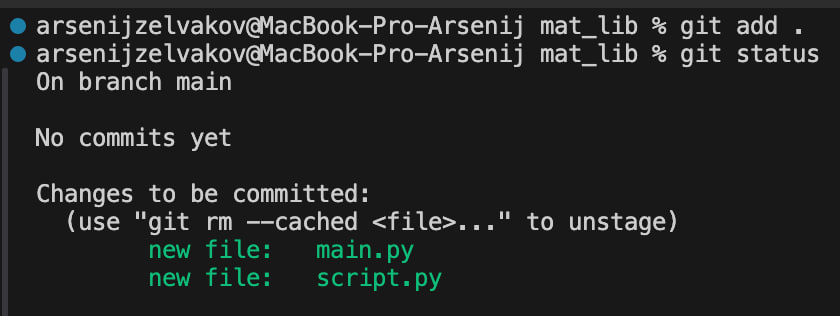 arsenijzelvakov@MacBook-Pro-Arsenij mat_lib % git add .
arsenijzelvakov@MacBook-Pro-Arsenij mat_lib % git status
On branch main
No commits yet
Changes to be committed:
(use "git rm --cached <file>..." to unstage)
new file:   main.py
new file:   script.py